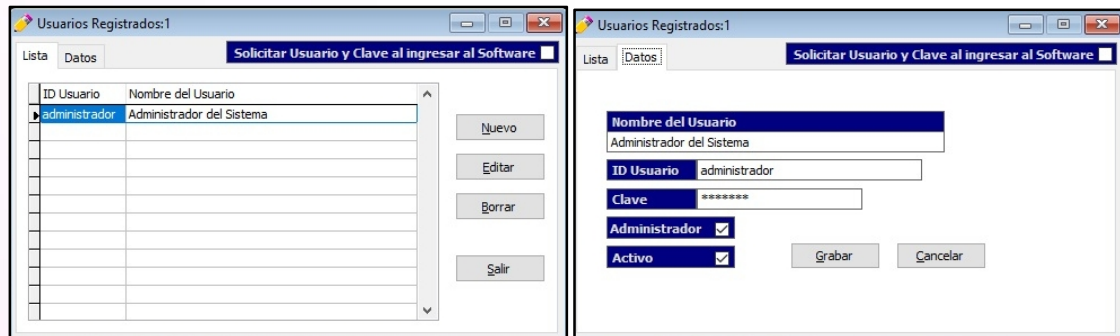 Usuarios Registrados:1
Lista Datos Solicitar Usuario y Clave al ingresar al Software
ID Usuario Nombre del Usuario
administrador Administrador del Sistema
Nuevo
Editar
Borrar
Salir
Usuarios Registrados:1
Lista Datos Solicitar Usuario y Clave al ingresar al Software
Nombre del Usuario
Administrador del Sistema
ID Usuario administrador
Clave *******
Administrador
Activo Grabar Cancelar